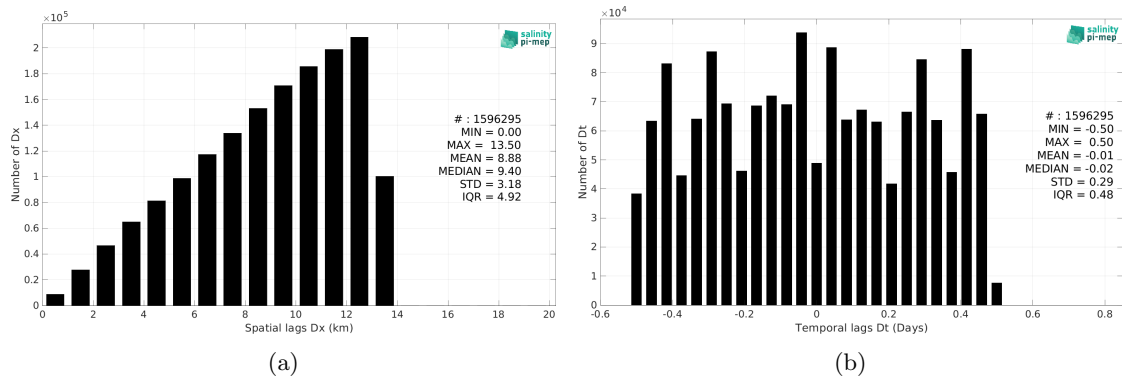 ×10⁵
2
1.8
1.6
1.4
1.2
1
0.8
0.6
0.4
0.2
0
Number of Dx
0 2 4 6 8 10 12 14 16 18 20
Spatial lags Dx (km)
salinity
pi-mep
# : 1596295
MIN = 0.00
MAX = 13.50
MEAN = 8.88
MEDIAN = 9.40
STD = 3.18
IQR = 4.92
(a)
×10⁴
9
8
7
6
5
4
3
2
1
0
Number of Dt
-0.6 -0.4 -0.2 0 0.2 0.4 0.6 0.8
Temporal lags Dt (Days)
salinity
pi-mep
# : 1596295
MIN = -0.50
MAX = 0.50
MEAN = -0.01
MEDIAN = -0.02
STD = 0.29
IQR = 0.48
(b)